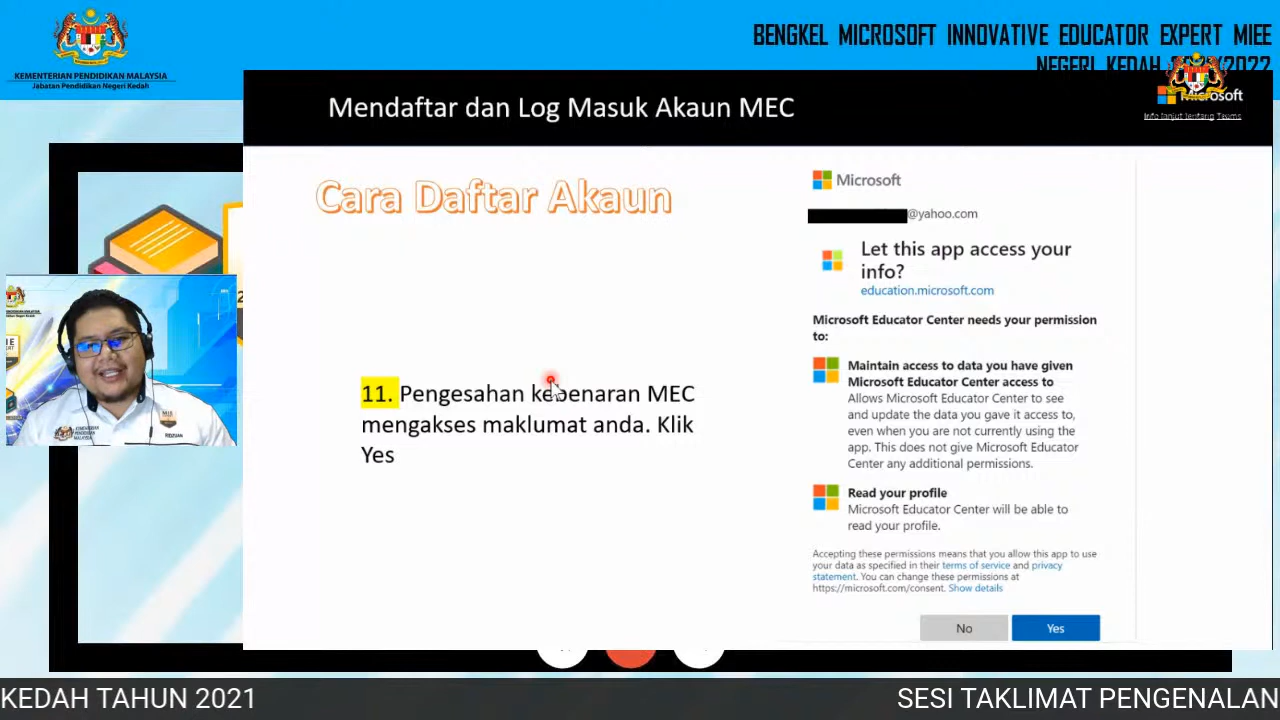 KEMENTERIAN PENDIDIKAN MALAYSIA
Jabatan Pendidikan Negeri Kedah
BENGKEL MICROSOFT INNOVATIVE EDUCATOR EXPERT MIEE
NEGERI KEDAH
Mendaftar dan Log Masuk Akaun MEC
Microsoft
Info lanjut tentang Teams
Cara Daftar Akaun
11. Pengesahan kebenaran MEC
mengakses maklumat anda. Klik
Yes
Microsoft
@yahoo.com
Let this app access your
info?
education.microsoft.com
Microsoft Educator Center needs your permission
to:
Maintain access to data you have given
Microsoft Educator Center access to
Allows Microsoft Educator Center to see
and update the data you gave it access to,
even when you are not currently using the
app. This does not give Microsoft Educator
Center any additional permissions.
Read your profile
Microsoft Educator Center will be able to
read your profile.
Accepting these permissions means that you allow this app to use
your data as specified in their terms of service and privacy
statement. You can change these permissions at
https://microsoft.com/consent. Show details
No
Yes
KEDAH TAHUN 2021
SESI TAKLIMAT PENGENALAN